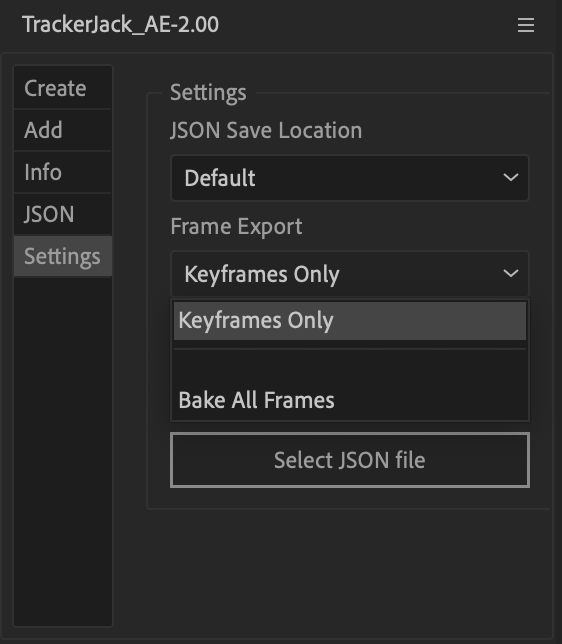 TrackerJack_AE-2.00
Create
Add
Info
JSON
Settings
Settings
JSON Save Location
Default
Frame Export
Keyframes Only
Keyframes Only
Bake All Frames
Select JSON file